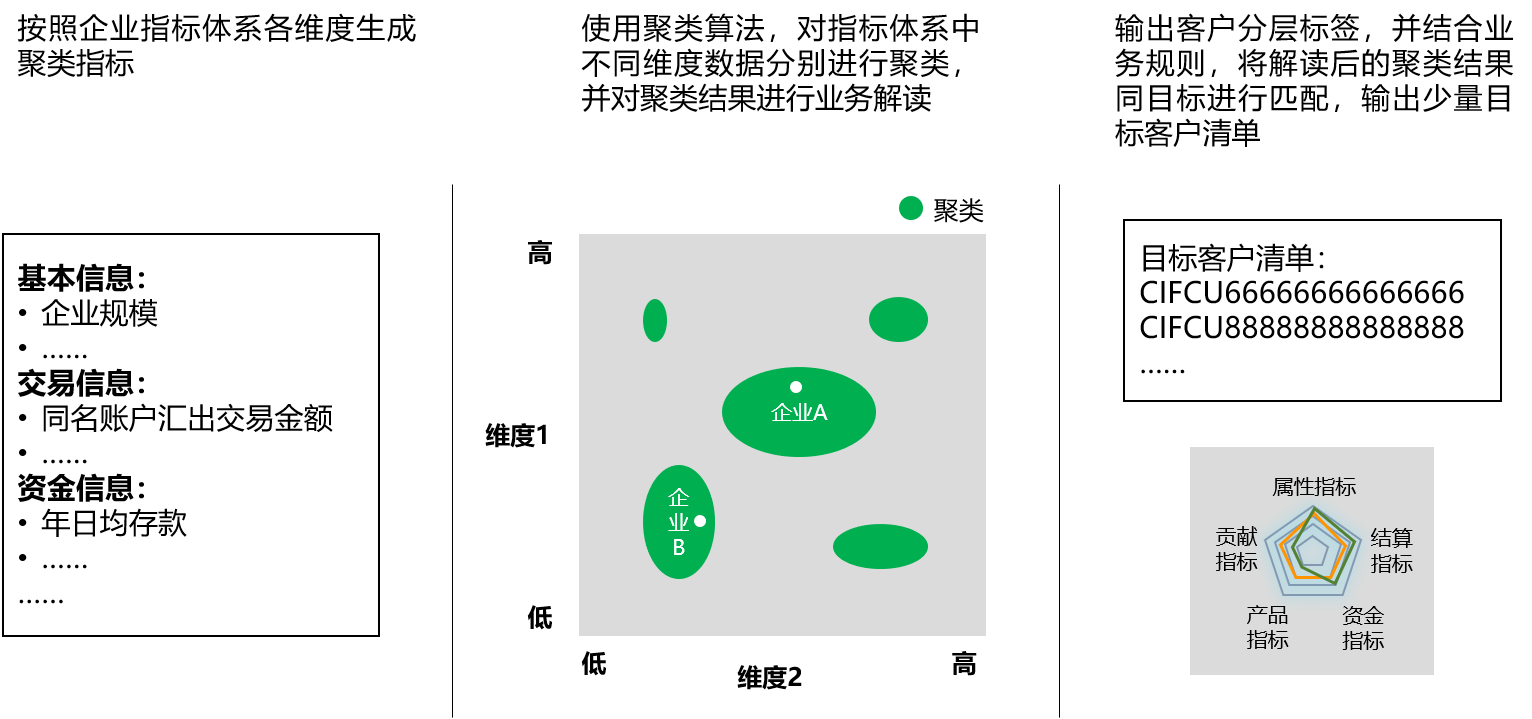 按照企业指标体系各维度生成
聚类指标
使用聚类算法，对指标体系中
不同维度数据分别进行聚类，
并对聚类结果进行业务解读
输出客户分层标签，并结合业
务规则，将解读后的聚类结果
同目标进行匹配，输出少量目
标客户清单
基本信息：
• 企业规模
• ……
交易信息：
• 同名账户汇出交易金额
• ……
资金信息：
• 年日均存款
• ……
……
聚类
高
企业A
维度1
企
业
B
低
低
维度2
高
目标客户清单：
CIFCU66666666666666
CIFCU88888888888888
……
属性指标
贡献
指标
结算
指标
产品
指标
资金
指标